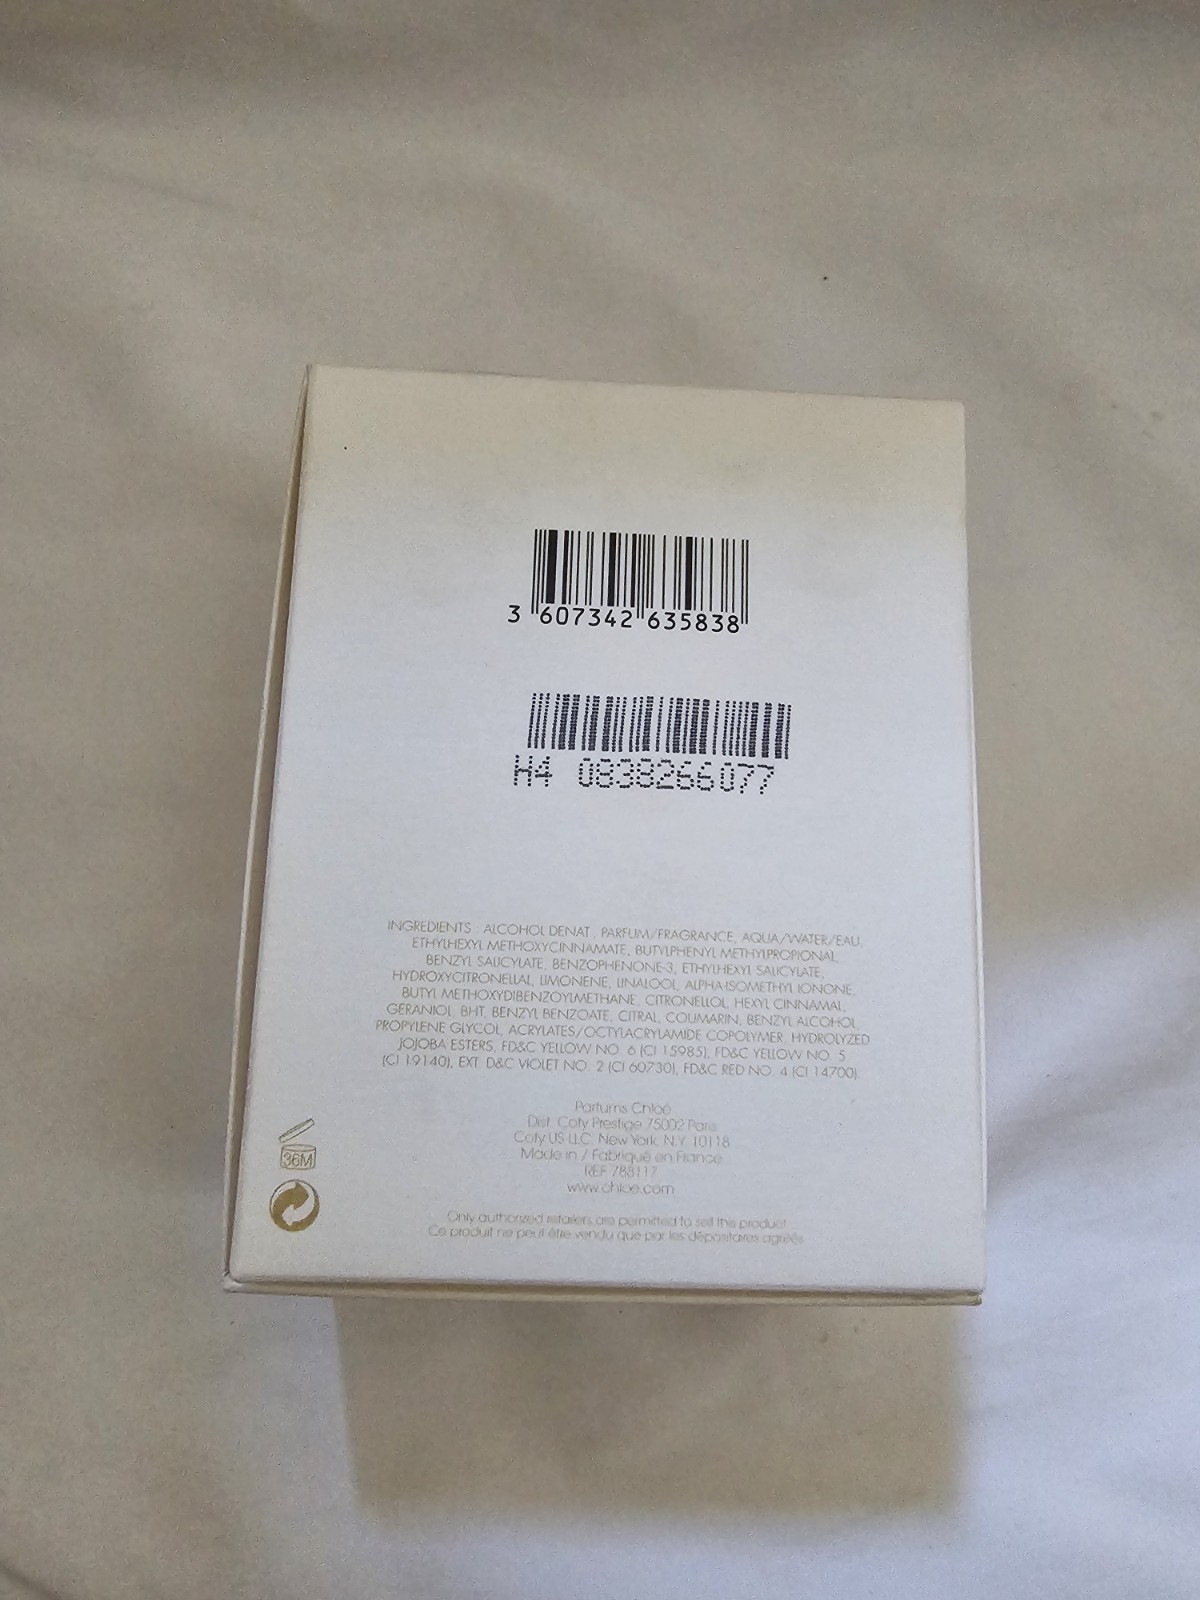 3 607342 635838
H4 0838266077
INGREDIENTS : ALCOHOL DENAT., PARFUM/FRAGRANCE, AQUA/WATER/EAU,
ETHYLHEXYL METHOXYCINNAMATE, BUTYLPHENYL METHYLPROPIONAL,
BENZYL SALICYLATE, BENZOPHENONE-3, ETHYLHEXYL SALICYLATE,
HYDROXYCITRONELLAL, LIMONENE, LINALOOL, ALPHA-ISOMETHYL IONONE,
BUTYL METHOXYDIBENZOYLMETHANE, CITRONELLOL, HEXYL CINNAMAL,
GERANIOL, BHT, BENZYL BENZOATE, CITRAL, COUMARIN, BENZYL ALCOHOL,
PROPYLENE GLYCOL, ACRYLATES/OCTYLACRYLAMIDE COPOLYMER, HYDROLYZED
JOJOBA ESTERS, FD&C YELLOW NO. 6 (CI 15985), FD&C YELLOW NO. 5
(CI 19140), EXT. D&C VIOLET NO. 2 (CI 60730), FD&C RED NO. 4 (CI 14700).
Parfums Chloé
Dist. Coty Prestige 75002 Paris
Coty US LLC. New York, N.Y. 10118
Made in / Fabriqué en France
REF 788117
www.chloe.com
36M
Only authorized retailers are permitted to sell this product
Ce produit ne peut être vendu que par les dépositaires agréés